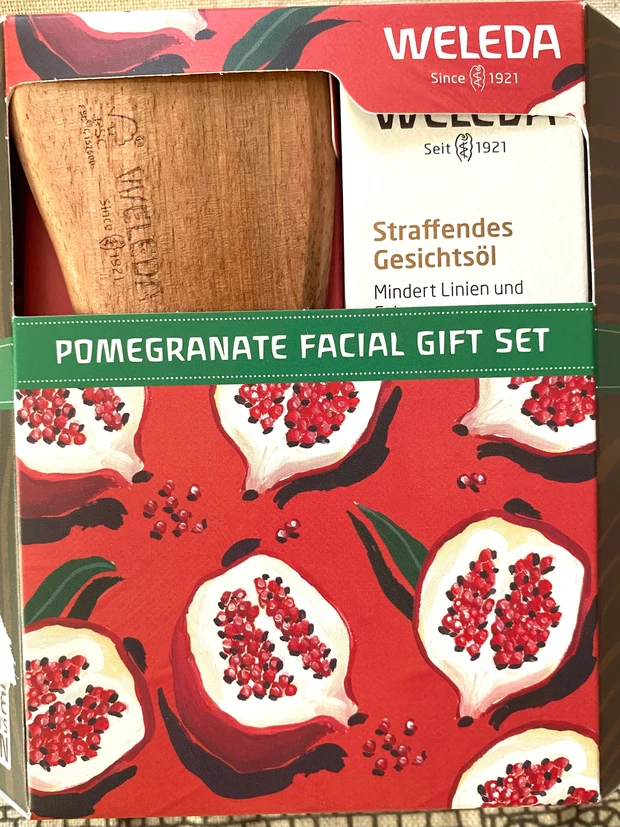 WELEDA
Since 1921
WELEDA
Seit 1921
Straffendes
Gesichtsöl
Mindert Linien und
FSC
WELEDA
Since 1921
POMEGRANATE FACIAL GIFT SET